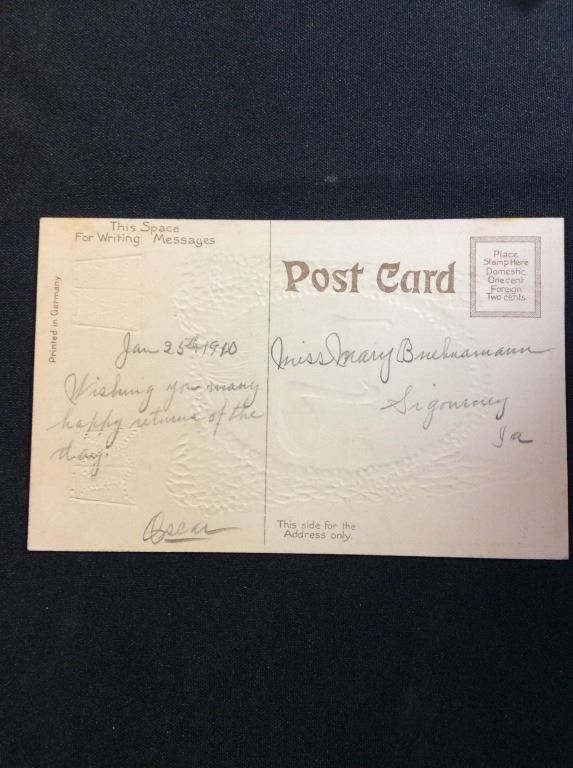 This Space
For Writing Messages
Printed in Germany
Jan 25th 1910
Wishing you many
happy returns of the
day.
Oscar
Post Card
Place
Stamp Here
Domestic
One cent
Foreign
Two cents
Miss Mary
Sigourney
Ia
This side for the
Address only.